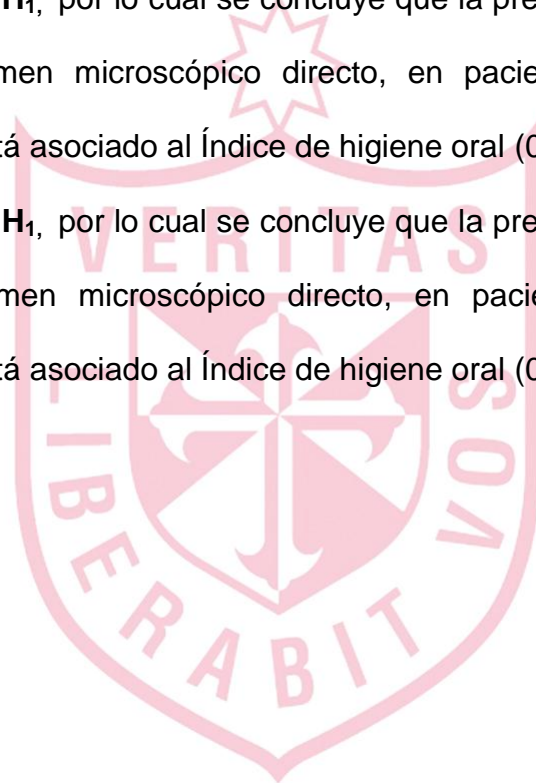 H₁, por lo cual se concluye que la pre
men microscópico directo, en pacie
tá asociado al Índice de higiene oral (0
H₁, por lo cual se concluye que la pre
men microscópico directo, en pacie
tá asociado al Índice de higiene oral (0
VERITAS
LIBERABIT VOS